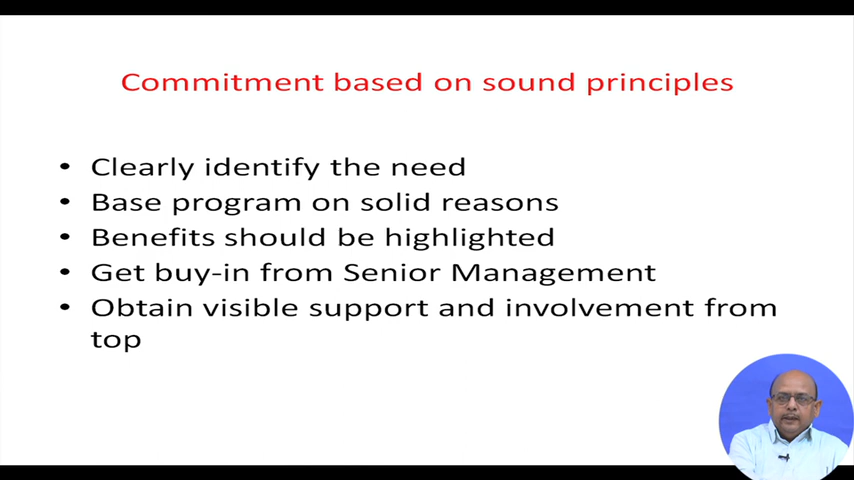 Commitment based on sound principles
• Clearly identify the need
• Base program on solid reasons
• Benefits should be highlighted
• Get buy-in from Senior Management
• Obtain visible support and involvement from
top